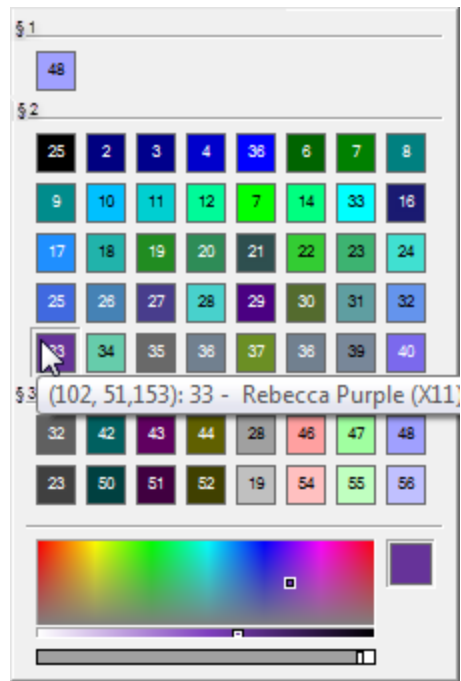 § 1
48
§ 2
25 2 3 4 36 6 7 8
9 10 11 12 7 14 33 16
17 18 19 20 21 22 23 24
25 26 27 28 29 30 31 32
33 34 35 36 37 36 39 40
§ 3
(102, 51,153): 33 - Rebecca Purple (X11)
32 42 43 44 28 46 47 48
23 50 51 52 19 54 55 56